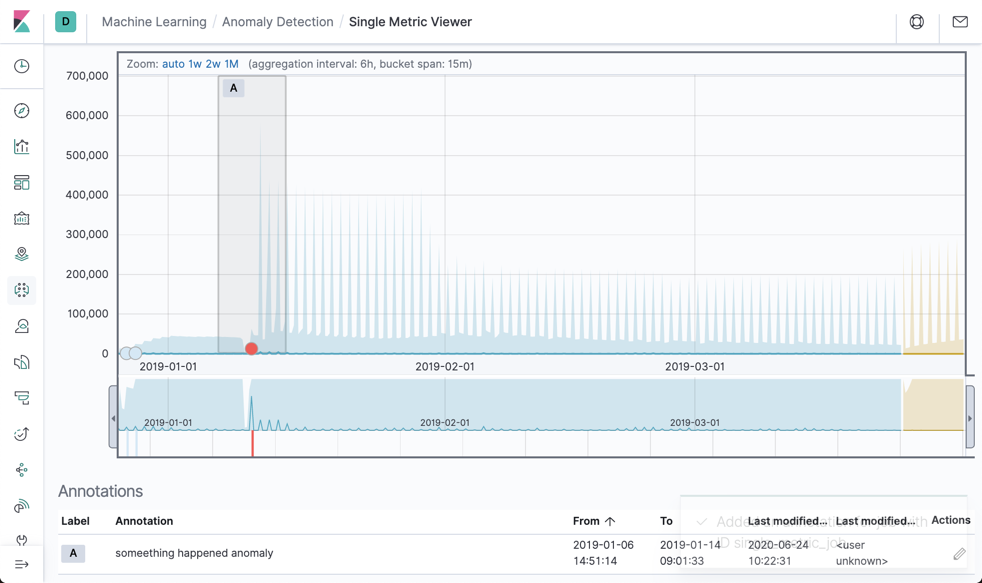 D Machine Learning / Anomaly Detection / Single Metric Viewer
Zoom: auto 1w 2w 1M (aggregation interval: 6h, bucket span: 15m)
700,000
A
600,000
500,000
400,000
300,000
200,000
100,000
0
2019-01-01 2019-02-01 2019-03-01
2019-01-01 2019-02-01 2019-03-01
Annotations
Label Annotation From To Last modified... Last modified... Actions
A someething happened anomaly 2019-01-06 2019-01-14 2020-06-24 <user
14:51:14 09:01:33 10:22:31 unknown>